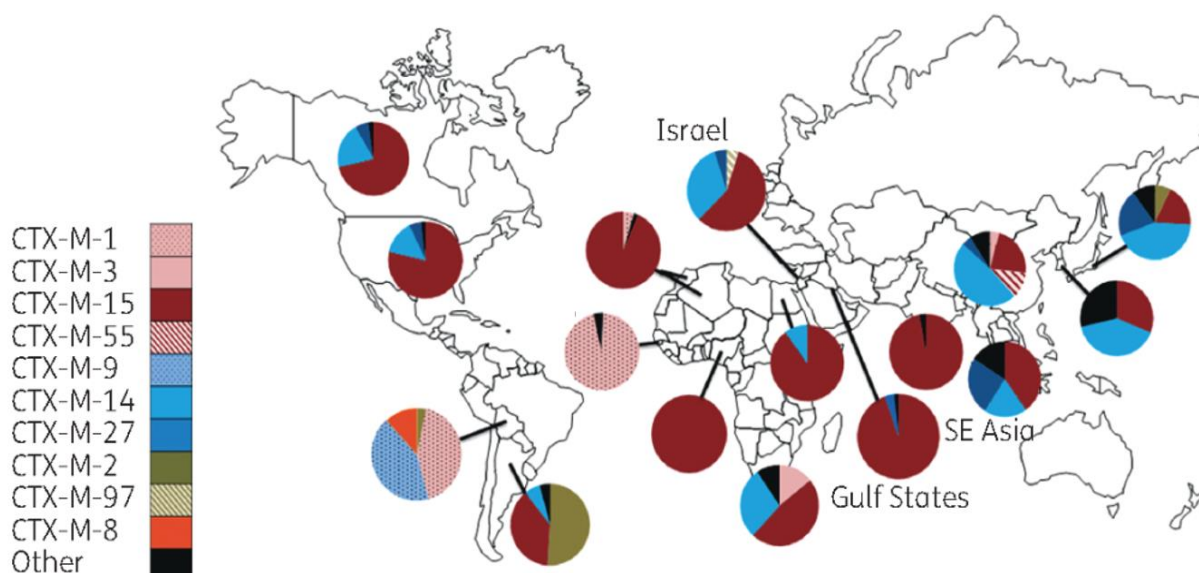 Israel
CTX-M-1
CTX-M-3
CTX-M-15
CTX-M-55
CTX-M-9
CTX-M-14
CTX-M-27
CTX-M-2
CTX-M-97
CTX-M-8
Other
SE Asia
Gulf States